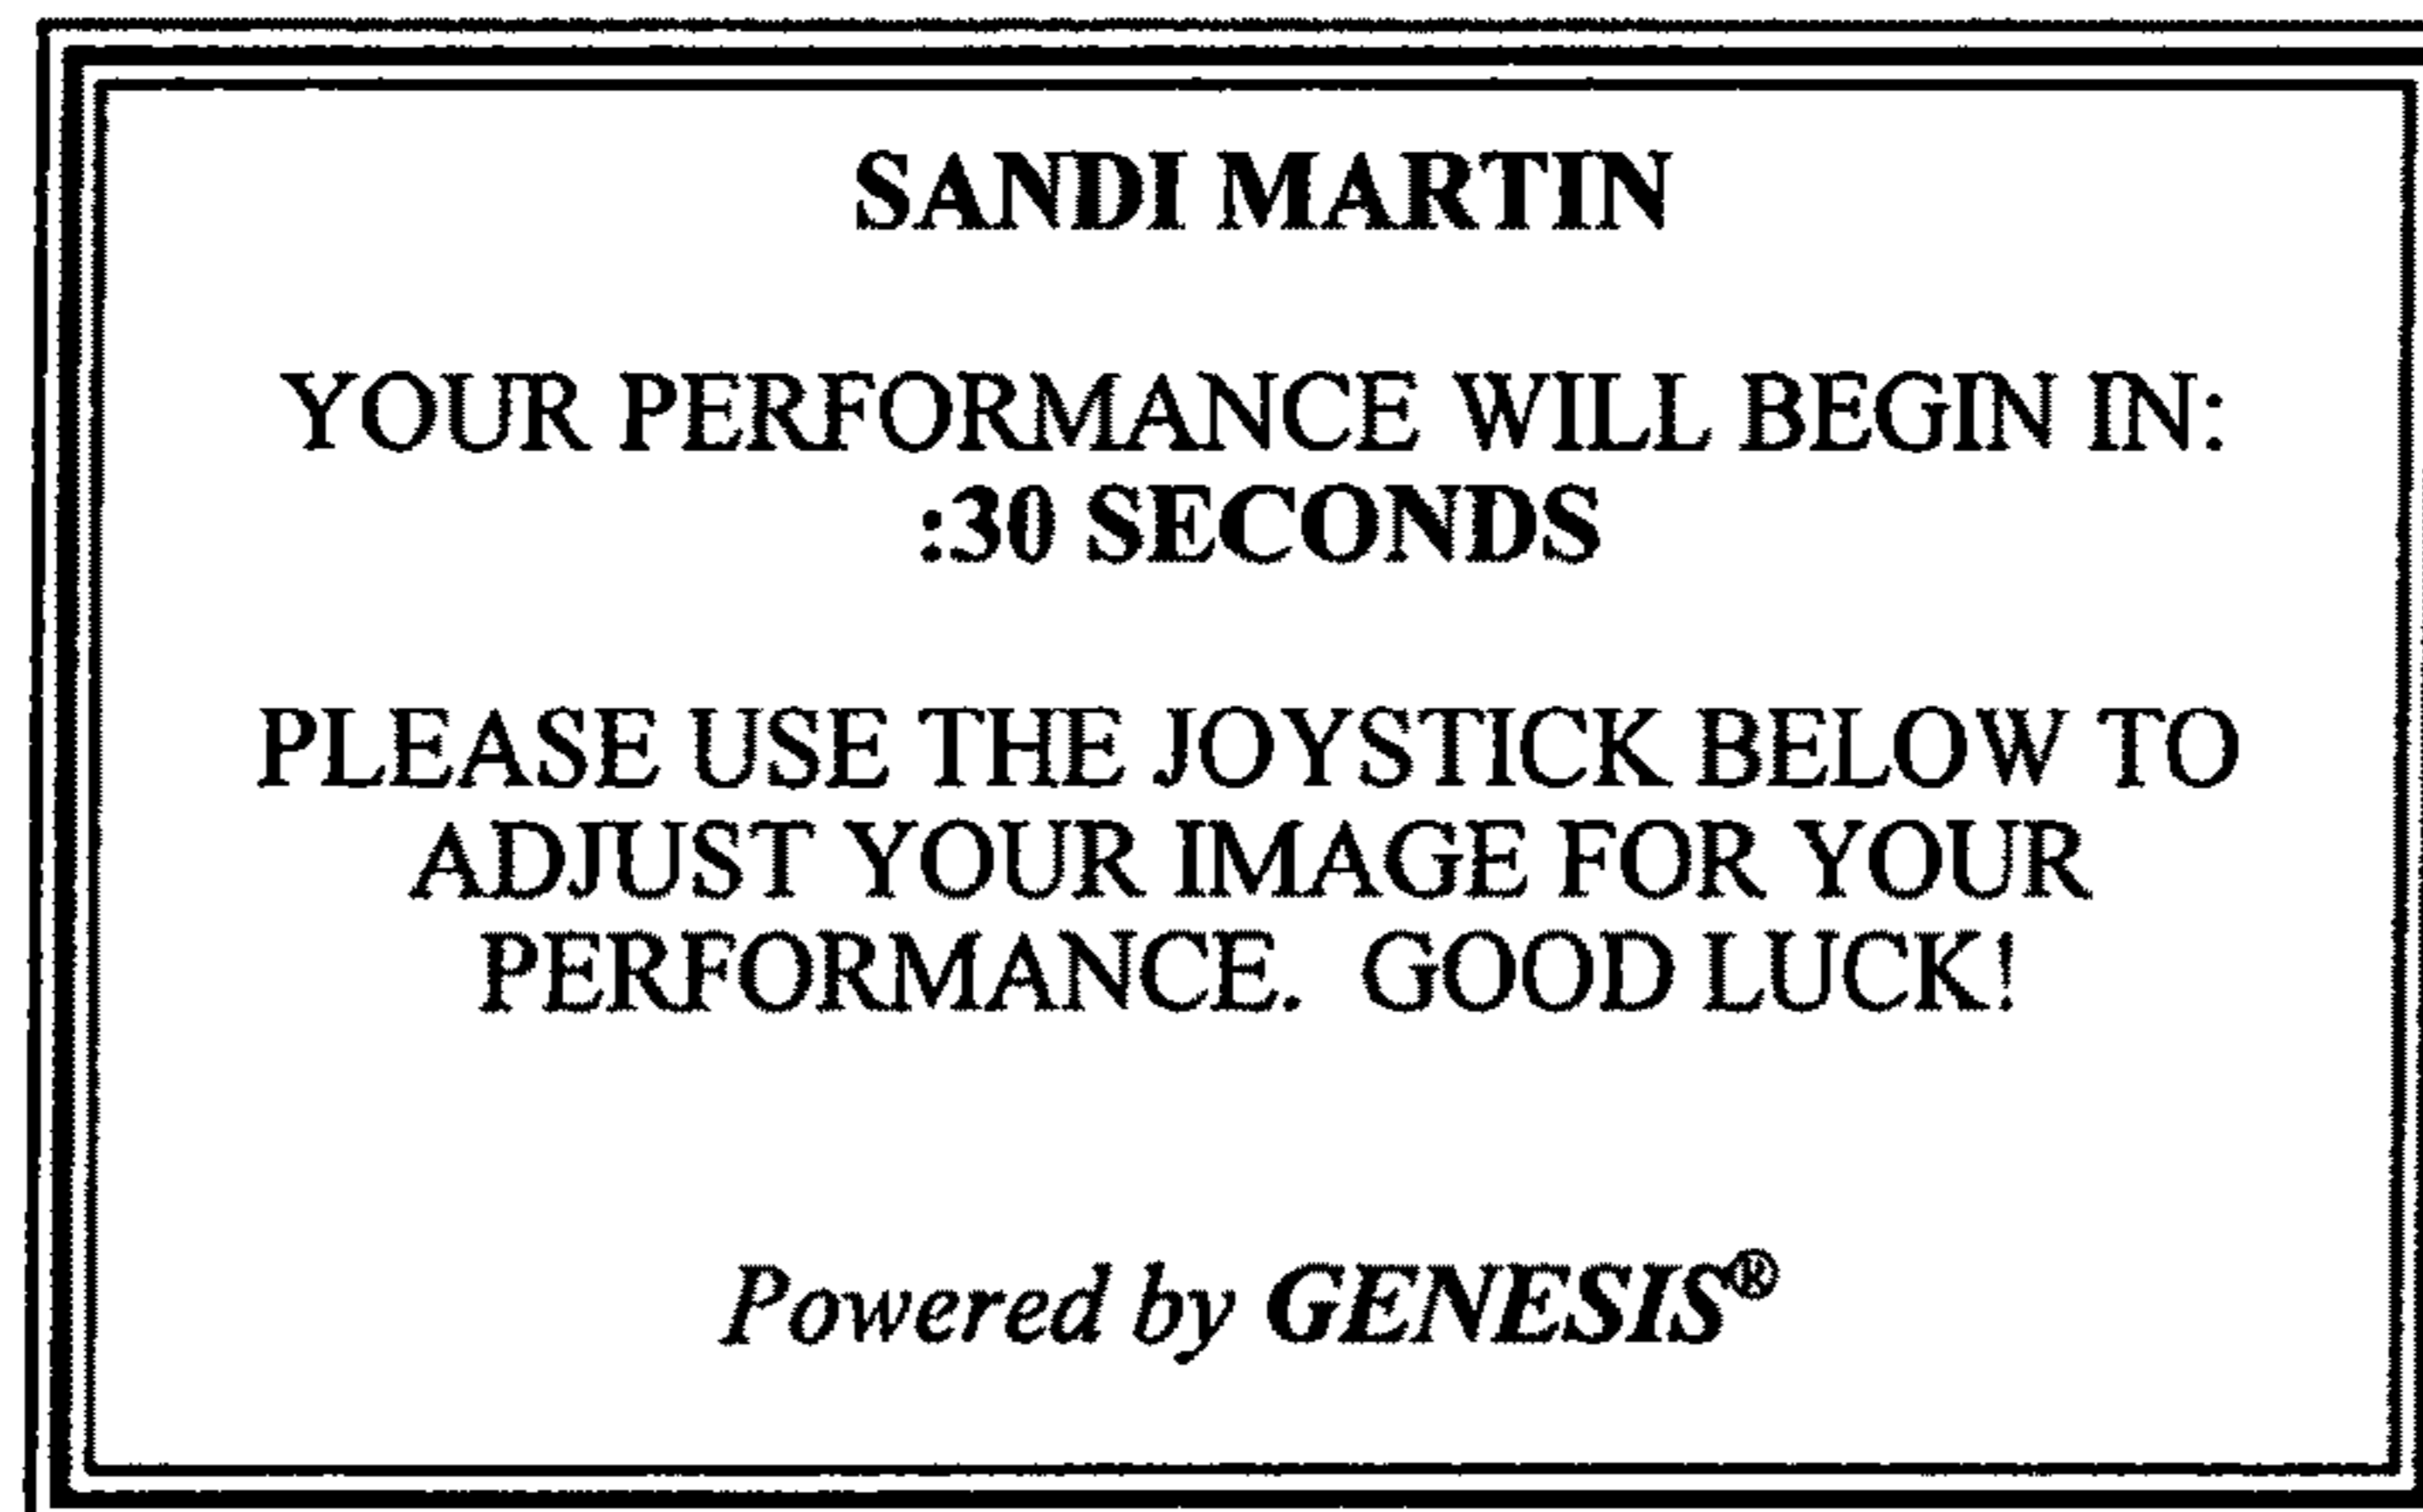 SANDI MARTIN
YOUR PERFORMANCE WILL BEGIN IN:
:30 SECONDS
PLEASE USE THE JOYSTICK BELOW TO
ADJUST YOUR IMAGE FOR YOUR
PERFORMANCE.  GOOD LUCK!
Powered by GENESIS®